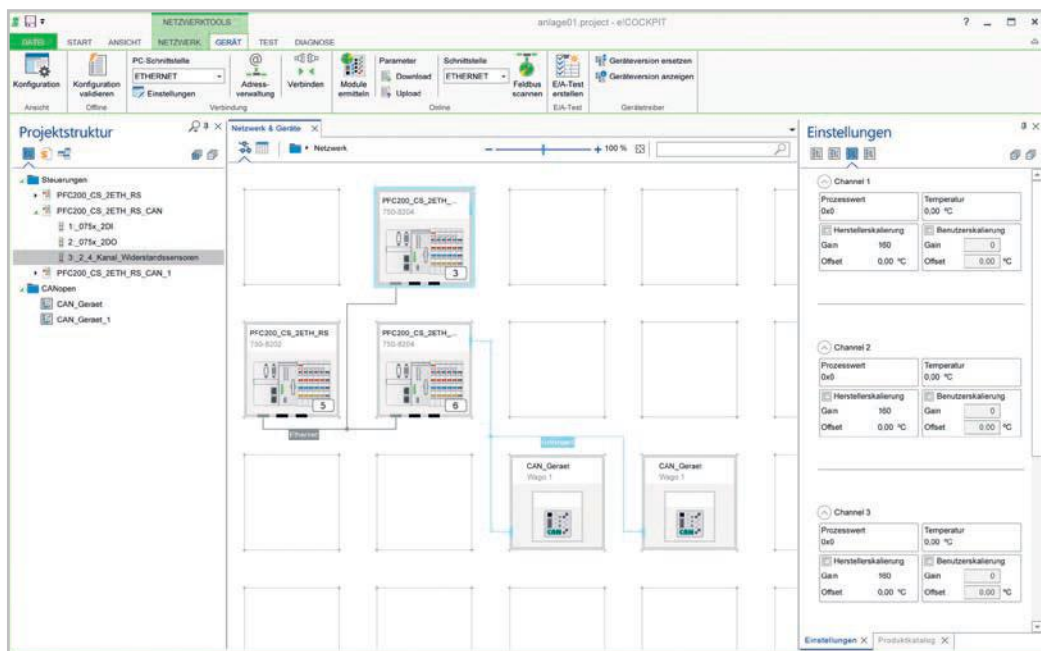 NETZWERKTOOLS
anlage01.project - e!COCKPIT
?
DATEI START ANSICHT NETZWERK GERÄT TEST DIAGNOSE
Konfiguration
Ansicht
Konfiguration validieren
Offline
PC-Schnittstelle
ETHERNET
Einstellungen
Adress-
verwaltung
Verbinden
Verbindung
Module
ermitteln
Parameter
Download
Upload
Schnittstelle
ETHERNET
Feldbus
scannen
Online
E/A-Test
erstellen
E/A-Test
Geräteversion ersetzen
Geräteversion anzeigen
Gerätetreiber
Projektstruktur
Steuerungen
PFC200_CS_2ETH_RS
PFC200_CS_2ETH_RS_CAN
1_075x_2DI
2_075x_2DO
3_2_4_Kanal_Widerstandssensoren
PFC200_CS_2ETH_RS_CAN_1
CANopen
CAN_Geraet
CAN_Geraet_1
Netzwerk & Geräte
Netzwerk
100 %
PFC200_CS_2ETH_...
750-8204
3
PFC200_CS_2ETH_RS
750-8202
5
PFC200_CS_2ETH_...
750-8204
6
Ethernet
CAN_Geraet
Wago 1
CAN
CAN_Geraet
Wago 1
CAN
Einstellungen
Channel 1
Prozesswert Temperatur
0x0 0,00 °C
Herstellerskalierung Benutzerskalierung
Gain 160 Gain 0
Offset 0,00 °C Offset 0.00 °C
Channel 2
Prozesswert Temperatur
0x0 0,00 °C
Herstellerskalierung Benutzerskalierung
Gain 160 Gain 0
Offset 0,00 °C Offset 0.00 °C
Channel 3
Prozesswert Temperatur
0x0 0,00 °C
Herstellerskalierung Benutzerskalierung
Gain 160 Gain 0
Offset 0,00 °C Offset 0.00 °C
Einstellungen Produktkatalog